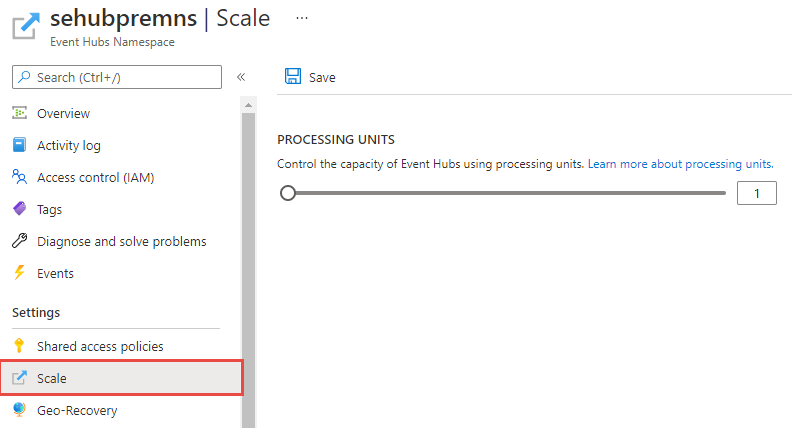 sehubpremns | Scale ...
Event Hubs Namespace
Search (Ctrl+/)
«
Overview
Activity log
Access control (IAM)
Tags
Diagnose and solve problems
Events
Settings
Shared access policies
Scale
Geo-Recovery
Save
PROCESSING UNITS
Control the capacity of Event Hubs using processing units. Learn more about processing units.
1